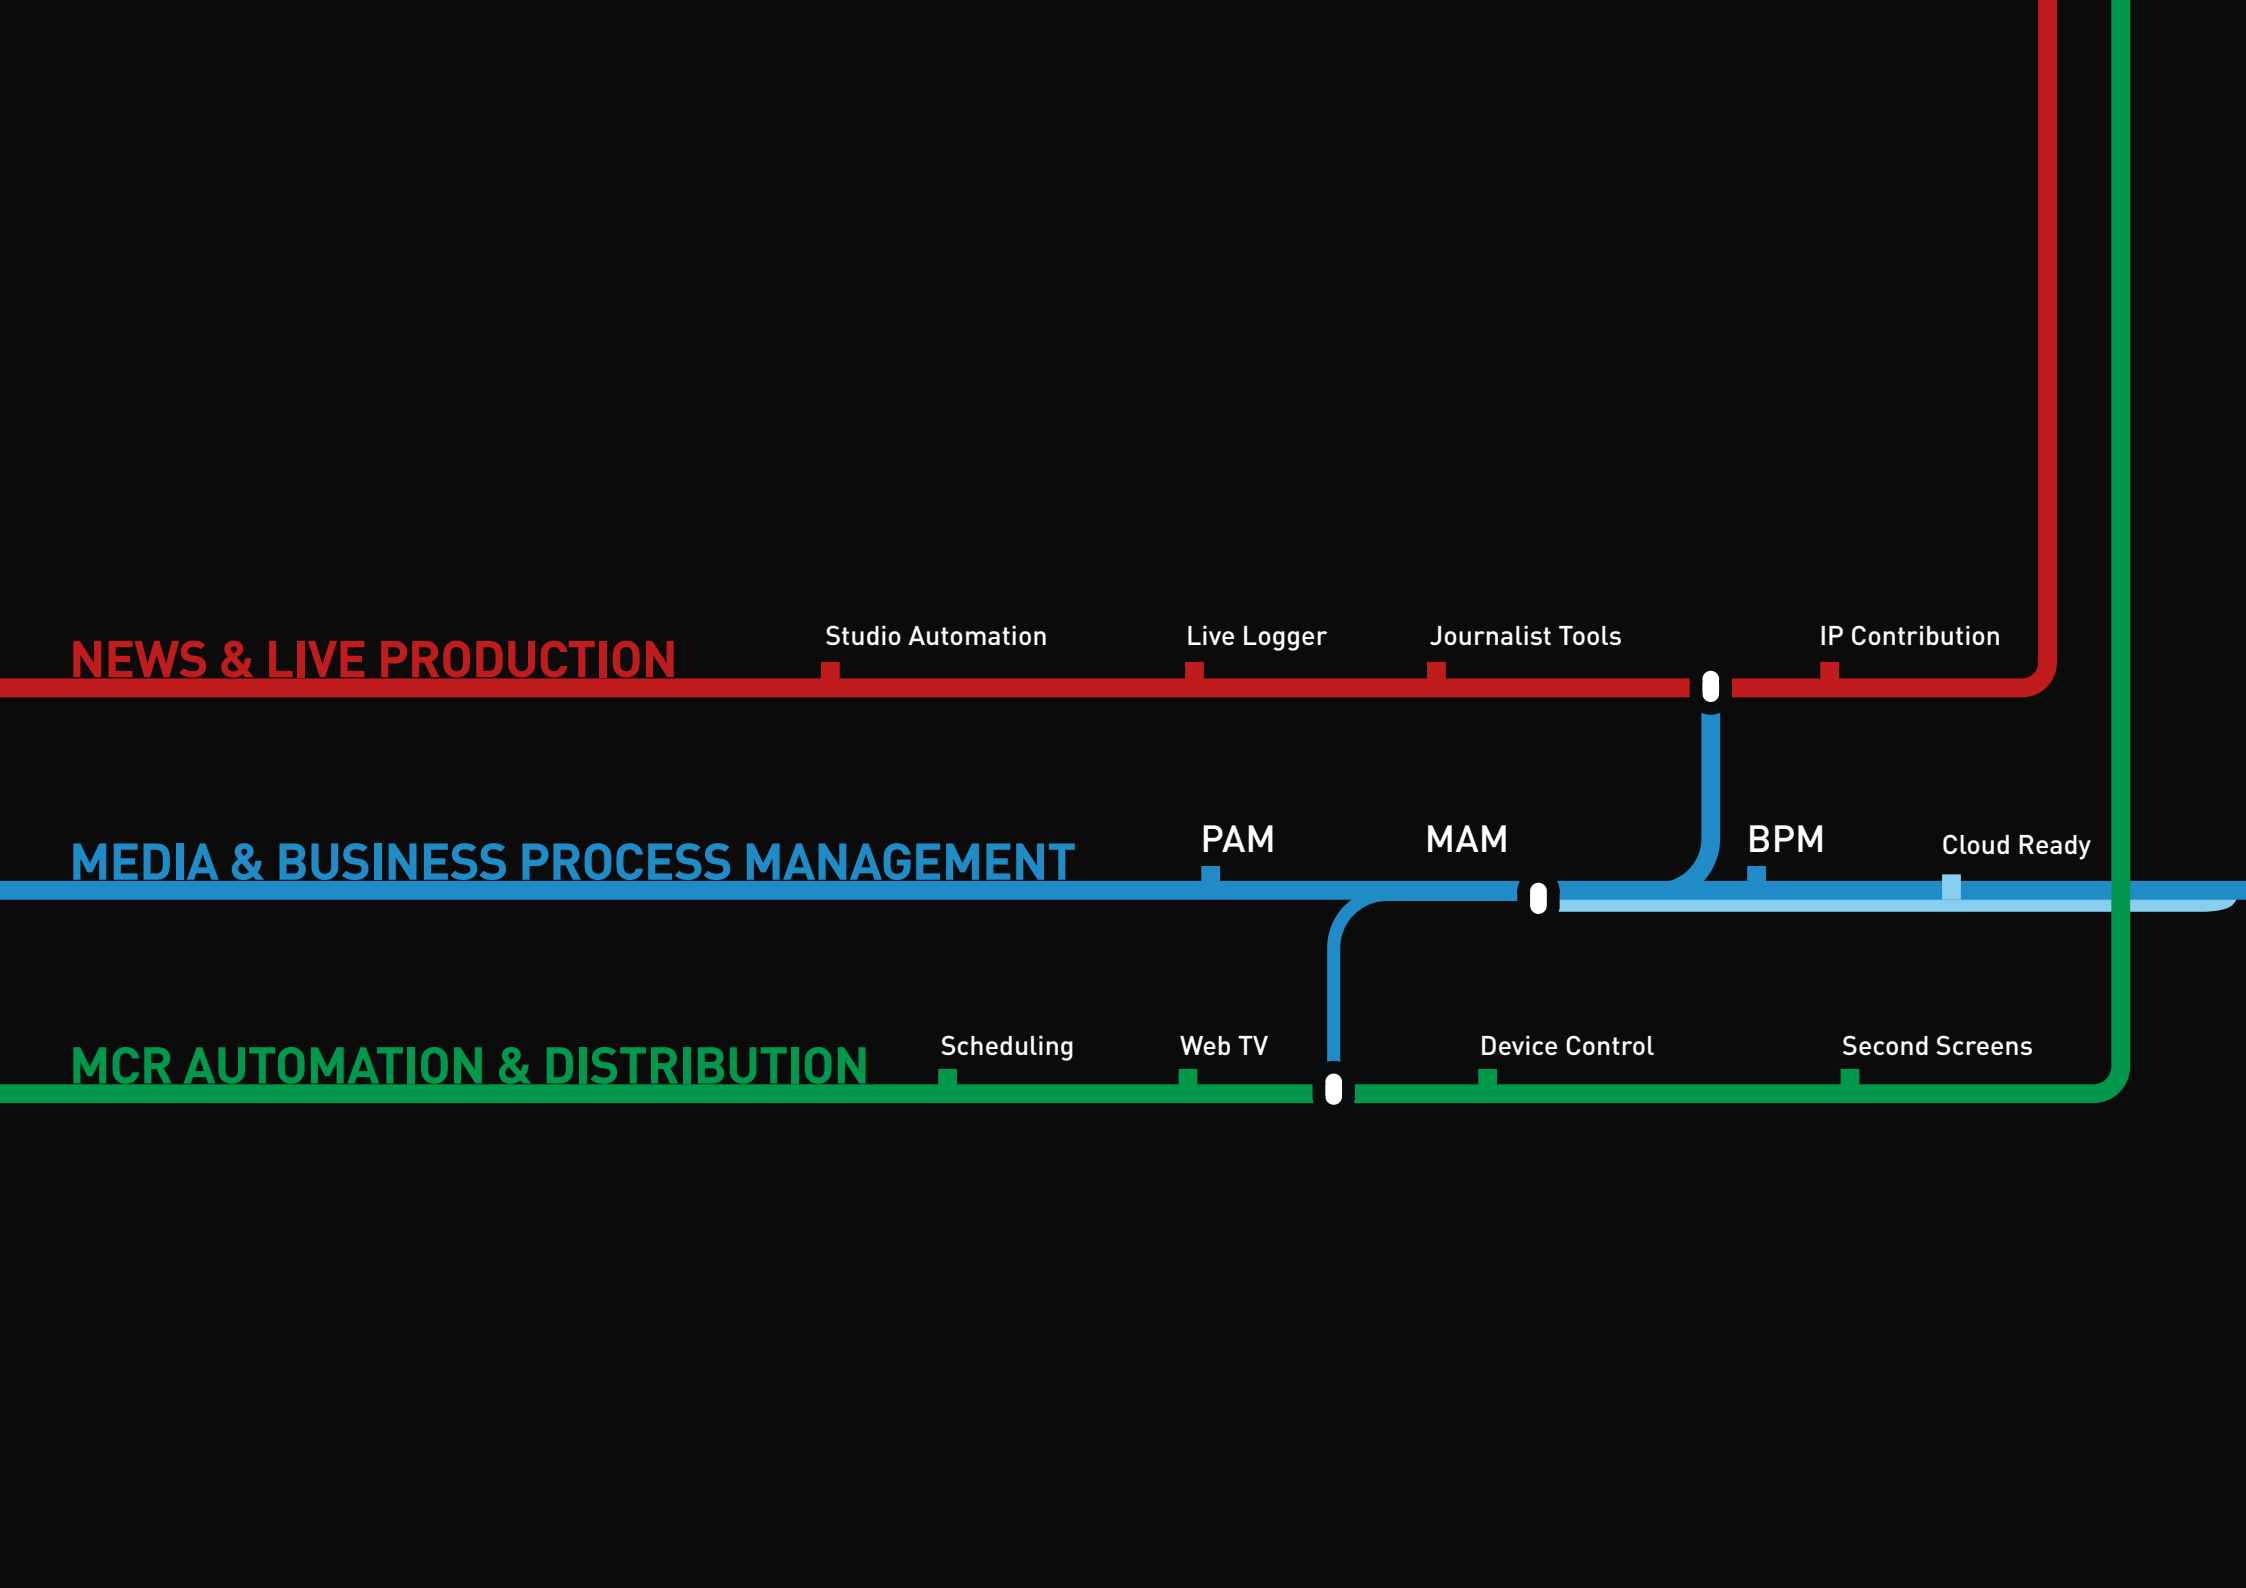 NEWS & LIVE PRODUCTION
Studio Automation
Live Logger
Journalist Tools
IP Contribution
MEDIA & BUSINESS PROCESS MANAGEMENT
PAM
MAM
BPM
Cloud Ready
MCR AUTOMATION & DISTRIBUTION
Scheduling
Web TV
Device Control
Second Screens